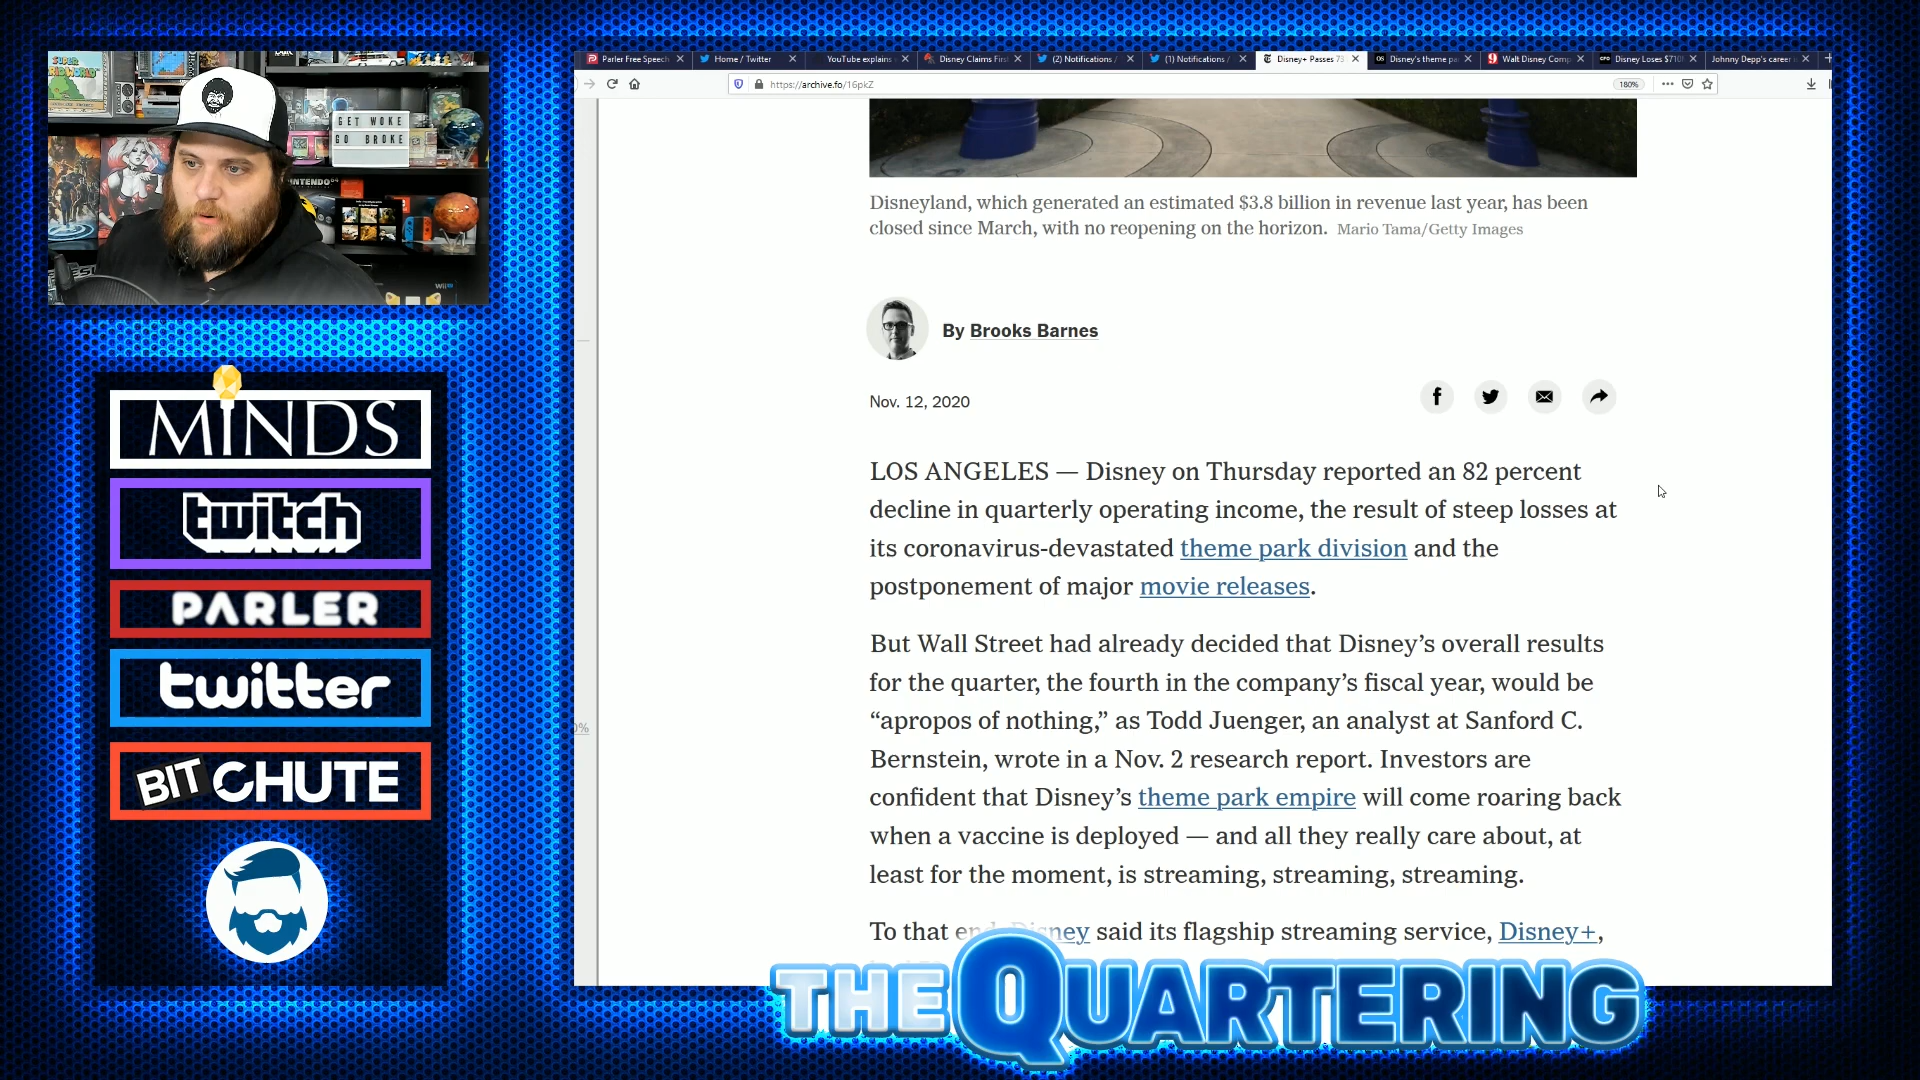 Parler Free Speech
Home / Twitter
YouTube explains
Disney Claims Firs
(2) Notifications /
(1) Notifications /
Disney+ Passes 73
Disney's theme pa
Walt Disney Comp
Disney Loses $710
Johnny Depp's career i
https://archive.fo/16pkZ
180%
GET WOKE
GO BROKE
NINTENDO
WiiU
Disneyland, which generated an estimated $3.8 billion in revenue last year, has been
closed since March, with no reopening on the horizon. Mario Tama/Getty Images
By Brooks Barnes
Nov. 12, 2020
LOS ANGELES — Disney on Thursday reported an 82 percent
decline in quarterly operating income, the result of steep losses at
its coronavirus-devastated theme park division and the
postponement of major movie releases.
But Wall Street had already decided that Disney’s overall results
for the quarter, the fourth in the company’s fiscal year, would be
“apropos of nothing,” as Todd Juenger, an analyst at Sanford C.
Bernstein, wrote in a Nov. 2 research report. Investors are
confident that Disney’s theme park empire will come roaring back
when a vaccine is deployed — and all they really care about, at
least for the moment, is streaming, streaming, streaming.
To that end, Disney said its flagship streaming service, Disney+,
MINDS
twitch
PARLER
twitter
BITCHUTE
THE QUARTERING